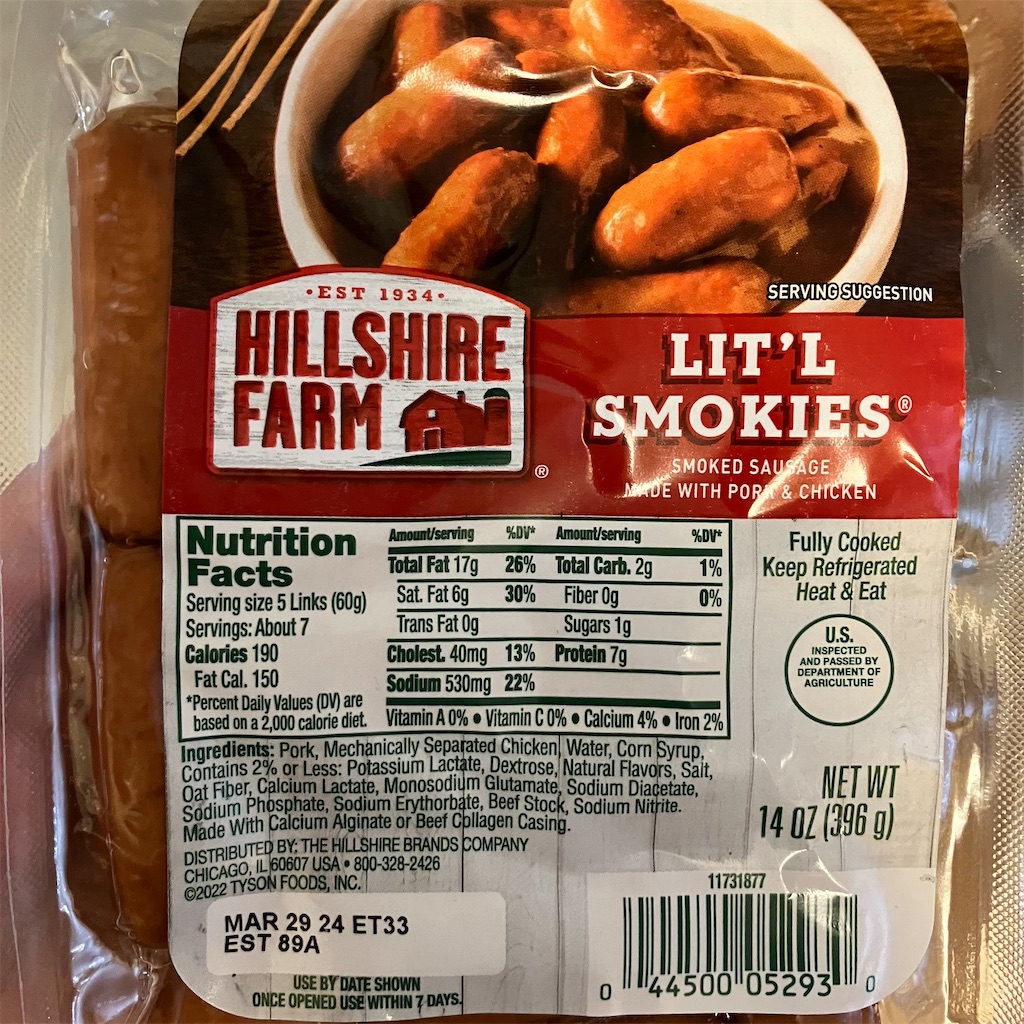 SERVING SUGGESTION
•EST 1934•
HILLSHIRE
FARM
®
LIT'L
SMOKIES®
SMOKED SAUSAGE
MADE WITH PORK & CHICKEN
Nutrition
Facts
Serving size 5 Links (60g)
Servings: About 7
Calories 190
Fat Cal. 150
*Percent Daily Values (DV) are
based on a 2,000 calorie diet.
Amount/serving %DV* Amount/serving %DV*
Total Fat 17g 26% Total Carb. 2g 1%
Sat. Fat 6g 30% Fiber 0g 0%
Trans Fat 0g Sugars 1g
Cholest. 40mg 13% Protein 7g
Sodium 530mg 22%
Vitamin A 0% • Vitamin C 0% • Calcium 4% • Iron 2%
Fully Cooked
Keep Refrigerated
Heat & Eat
U.S.
INSPECTED
AND PASSED BY
DEPARTMENT OF
AGRICULTURE
Ingredients: Pork, Mechanically Separated Chicken, Water, Corn Syrup,
Contains 2% or Less: Potassium Lactate, Dextrose, Natural Flavors, Salt,
Oat Fiber, Calcium Lactate, Monosodium Glutamate, Sodium Diacetate,
Sodium Phosphate, Sodium Erythorbate, Beef Stock, Sodium Nitrite.
Made With Calcium Alginate or Beef Collagen Casing.
DISTRIBUTED BY: THE HILLSHIRE BRANDS COMPANY
CHICAGO, IL 60607 USA • 800-328-2426
©2022 TYSON FOODS, INC.
NET WT
14 OZ (396 g)
MAR 29 24 ET33
EST 89A
USE BY DATE SHOWN
ONCE OPENED USE WITHIN 7 DAYS.
11731877
0 44500 05293 0